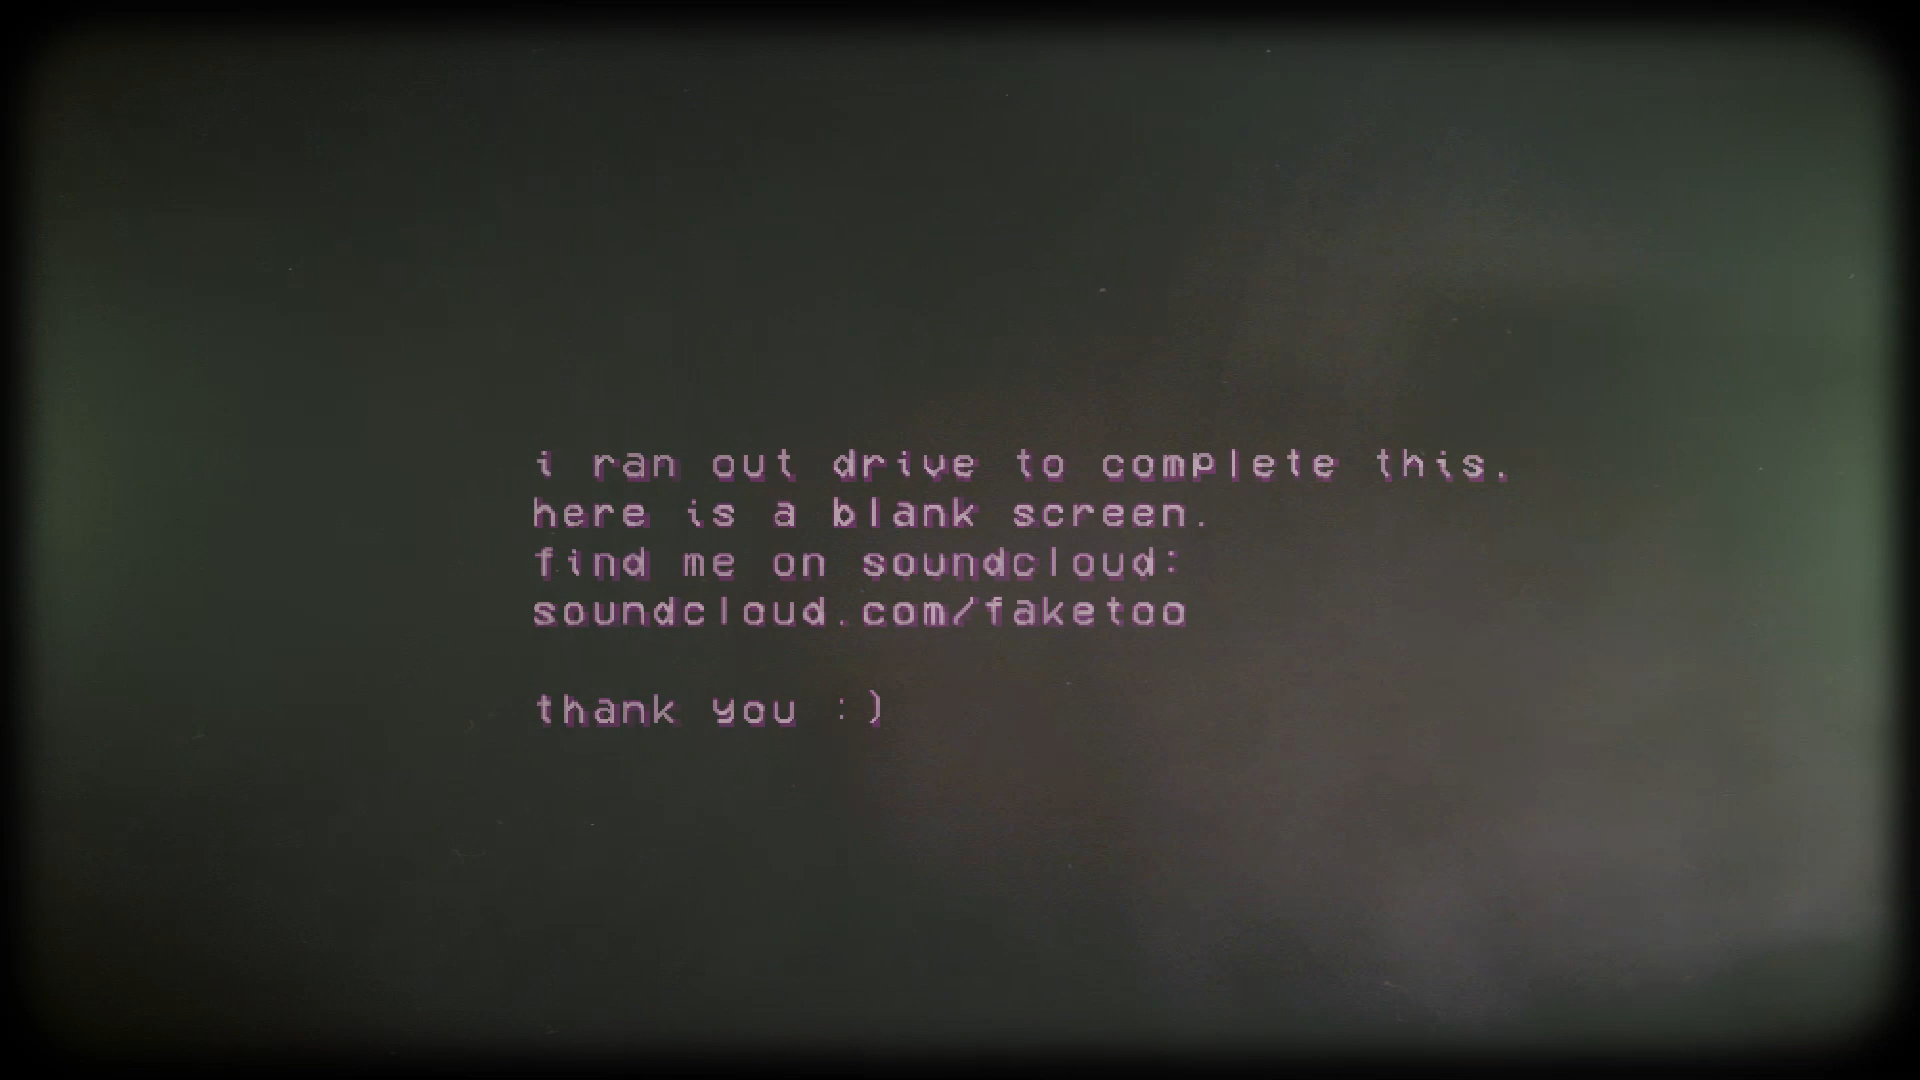 i ran out drive to complete this.
here is a blank screen.
find me on soundcloud:
soundcloud.com/faketoo
thank you :)